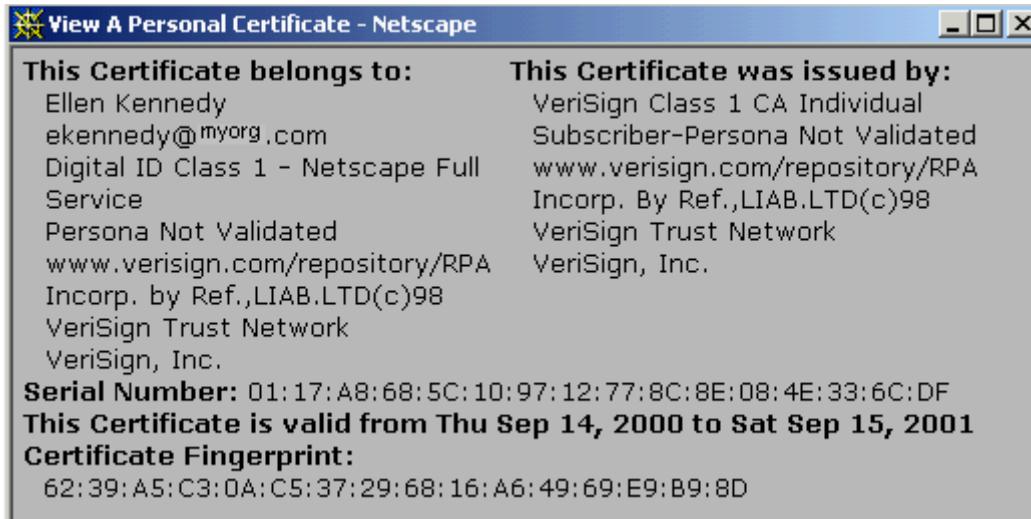 View A Personal Certificate - Netscape
This Certificate belongs to:
Ellen Kennedy
ekennedy@myorg.com
Digital ID Class 1 - Netscape Full
Service
Persona Not Validated
www.verisign.com/repository/RPA
Incorp. by Ref.,LIAB.LTD(c)98
VeriSign Trust Network
VeriSign, Inc.
This Certificate was issued by:
VeriSign Class 1 CA Individual
Subscriber-Persona Not Validated
www.verisign.com/repository/RPA
Incorp. By Ref.,LIAB.LTD(c)98
VeriSign Trust Network
VeriSign, Inc.
Serial Number: 01:17:A8:68:5C:10:97:12:77:8C:8E:08:4E:33:6C:DF
This Certificate is valid from Thu Sep 14, 2000 to Sat Sep 15, 2001
Certificate Fingerprint:
62:39:A5:C3:0A:C5:37:29:68:16:A6:49:69:E9:B9:8D